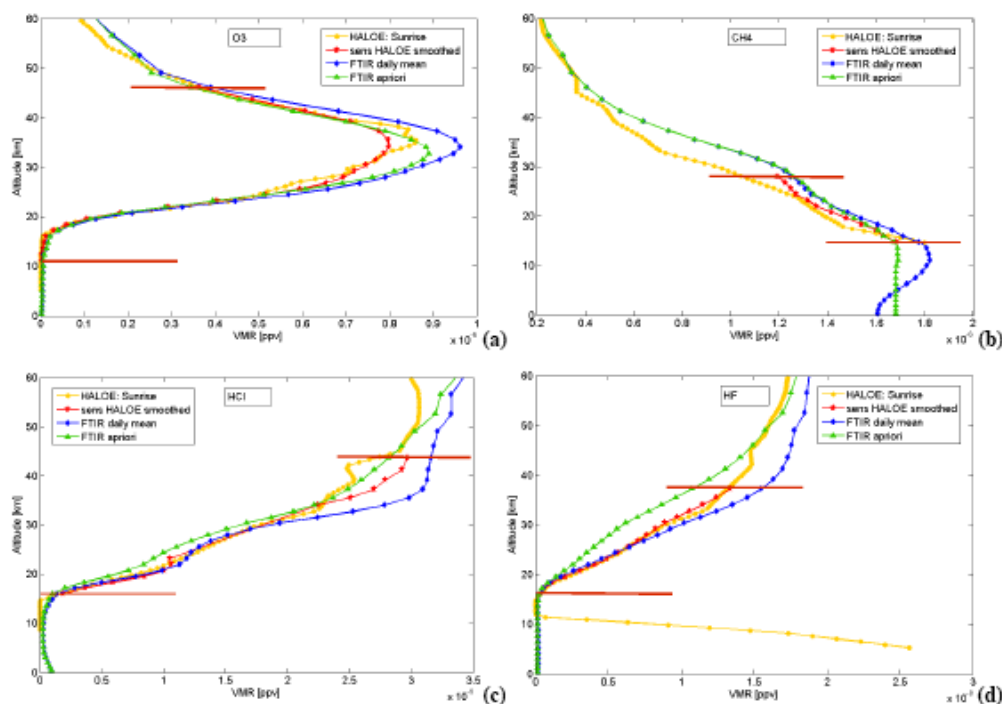 O3
HALOE: Sunrise
sens HALOE smoothed
FTIR daily mean
FTIR apriori
Altitude [km]
60
50
40
30
20
10
0
0 0.1 0.2 0.3 0.4 0.5 0.6 0.7 0.8 0.9 1
VMR [ppv]
(a)
CH4
HALOE: Sunrise
sens HALOE smoothed
FTIR daily mean
FTIR apriori
Altitude [km]
60
50
40
30
20
10
0
0.2 0.4 0.6 0.8 1 1.2 1.4 1.6 1.8 2
VMR [ppv]
(b)
HALOE: Sunrise
sens HALOE smoothed
FTIR daily mean
FTIR apriori
HCl
Altitude [km]
60
50
40
30
20
10
0
0 0.5 1 1.5 2 2.5 3 3.5
VMR [ppv]
(c)
HF
HALOE: Sunrise
sens HALOE smoothed
FTIR daily mean
FTIR apriori
Altitude [km]
60
50
40
30
20
10
0
0 0.5 1 1.5 2 2.5 3
VMR [ppv]
(d)